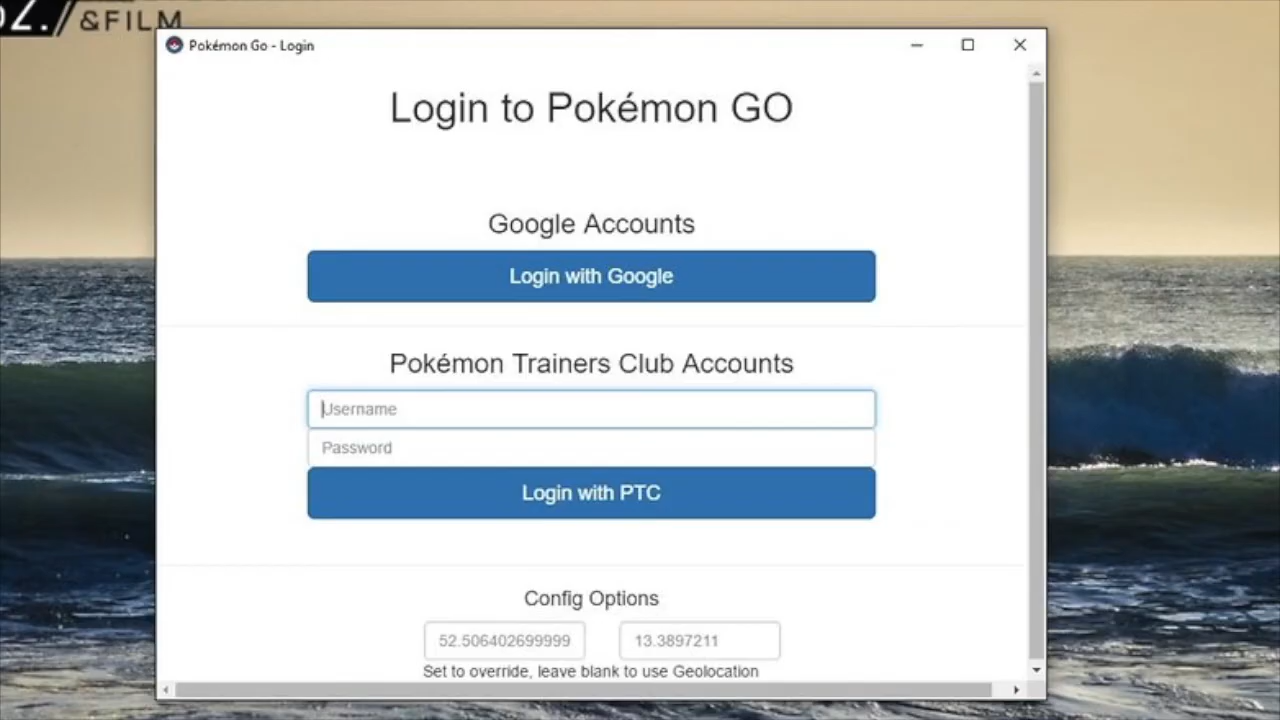 &FILM
Pokémon Go - Login
Login to Pokémon GO
Google Accounts
Login with Google
Pokémon Trainers Club Accounts
Username
Password
Login with PTC
Config Options
52.506402699999 13.3897211
Set to override, leave blank to use Geolocation